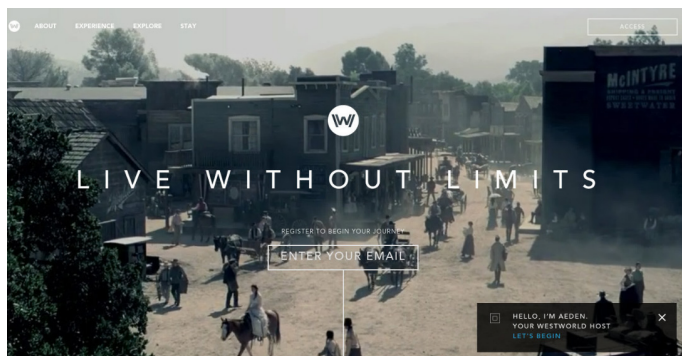 ABOUT EXPERIENCE EXPLORE STAY
ACCESS
McINTYRE
SWEETWATER
LIVE WITHOUT LIMITS
REGISTER TO BEGIN YOUR JOURNEY
ENTER YOUR EMAIL
HELLO, I'M AEDEN.
YOUR WESTWORLD HOST
LET'S BEGIN